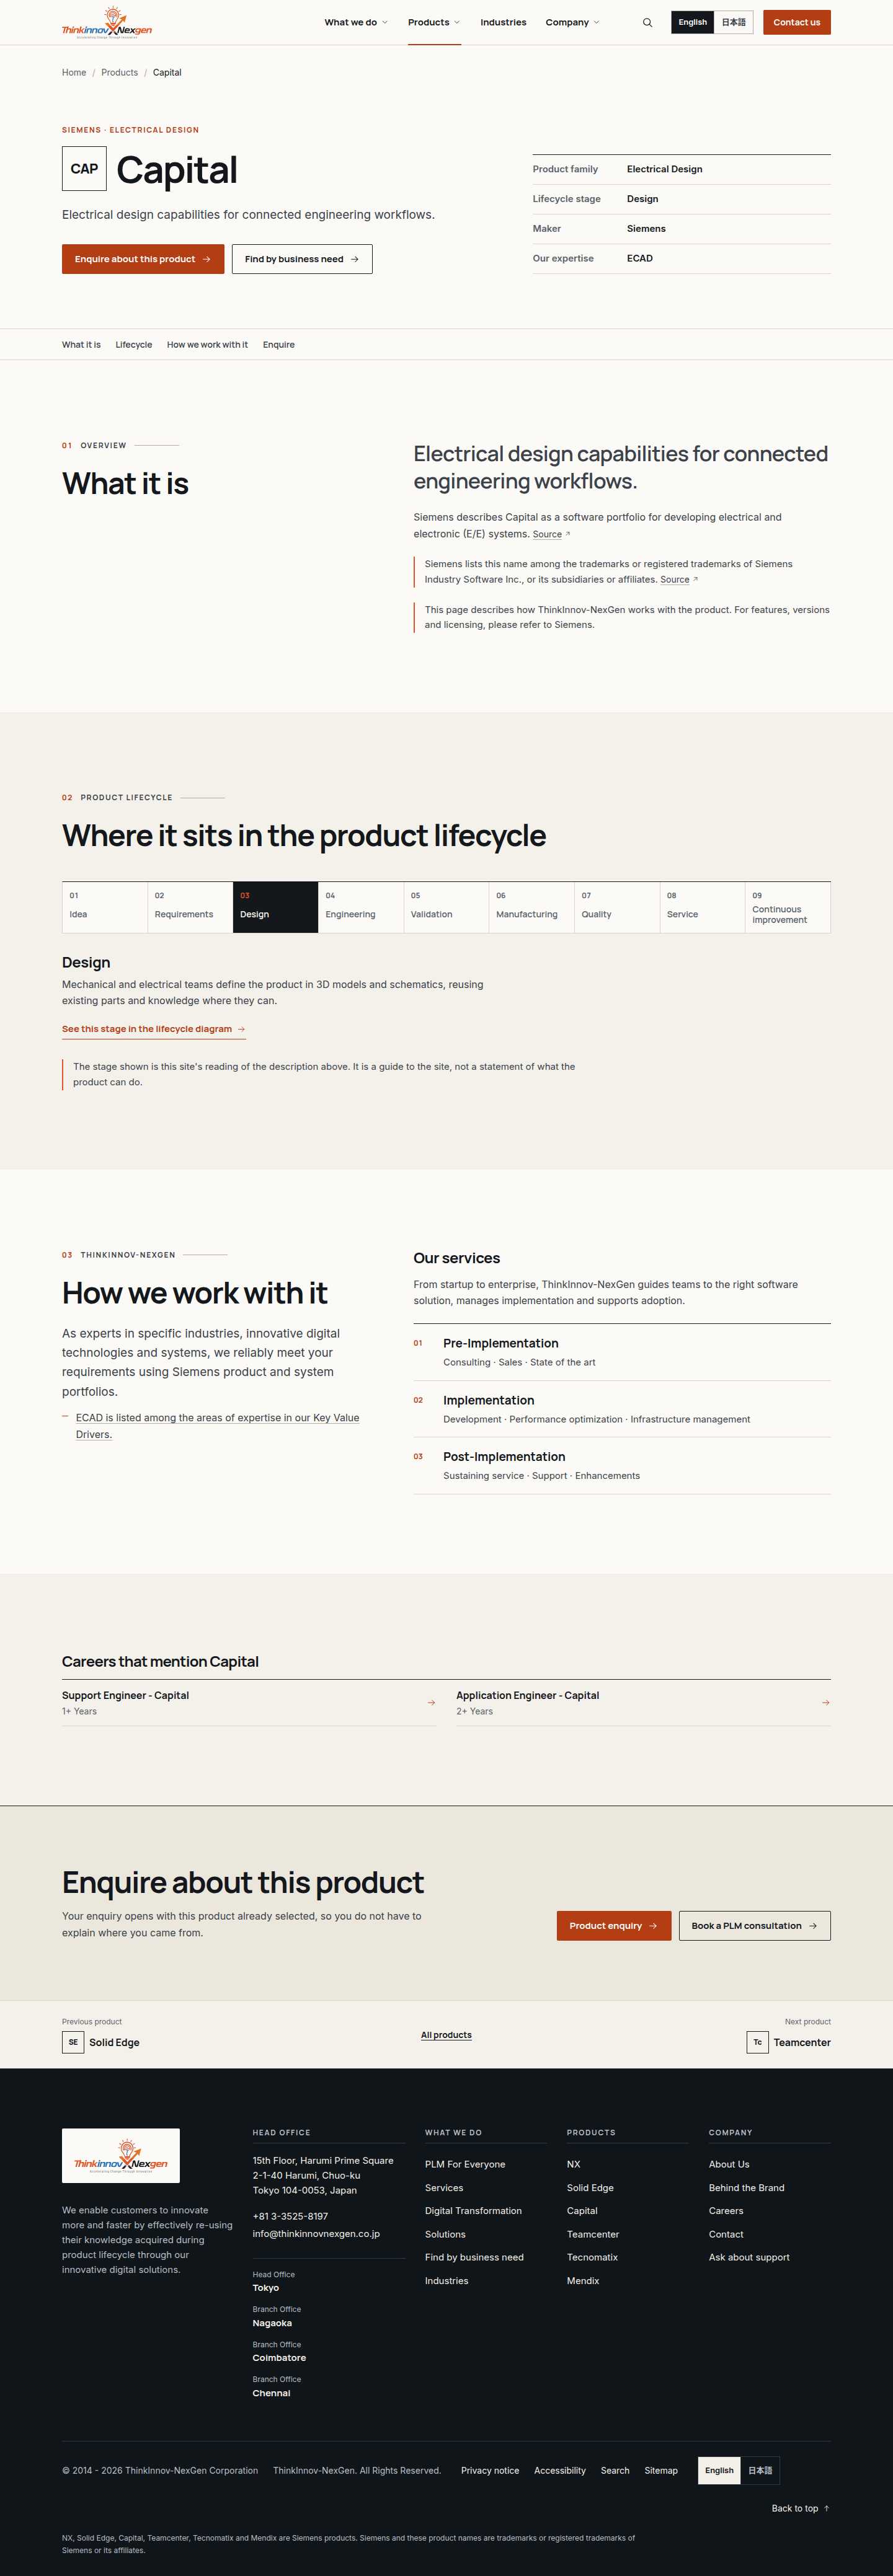 ThinkinnovXNexgen
What we do
Products
Industries
Company
English
日本語
Contact us
Home / Products / Capital
SIEMENS · ELECTRICAL DESIGN
CAP
Capital
Electrical design capabilities for connected engineering workflows.
Enquire about this product →
Find by business need →
Product family Electrical Design
Lifecycle stage Design
Maker Siemens
Our expertise ECAD
What it is
Lifecycle
How we work with it
Enquire
01 OVERVIEW
What it is
Electrical design capabilities for connected
engineering workflows.
Siemens describes Capital as a software portfolio for developing electrical and
electronic (E/E) systems. Source ↗
Siemens lists this name among the trademarks or registered trademarks of Siemens
Industry Software Inc., or its subsidiaries or affiliates. Source ↗
This page describes how ThinkInnov-NexGen works with the product. For features, versions
and licensing, please refer to Siemens.
02 PRODUCT LIFECYCLE
Where it sits in the product lifecycle
01
Idea
02
Requirements
03
Design
04
Engineering
05
Validation
06
Manufacturing
07
Quality
08
Service
09
Continuous
improvement
Design
Mechanical and electrical teams define the product in 3D models and schematics, reusing
existing parts and knowledge where they can.
See this stage in the lifecycle diagram →
The stage shown is this site's reading of the description above. It is a guide to the site, not a statement of what the
product can do.
03 THINKINNOV-NEXGEN
How we work with it
As experts in specific industries, innovative digital
technologies and systems, we reliably meet your
requirements using Siemens product and system
portfolios.
— ECAD is listed among the areas of expertise in our Key Value
Drivers.
Our services
From startup to enterprise, ThinkInnov-NexGen guides teams to the right software
solution, manages implementation and supports adoption.
01 Pre-Implementation
Consulting · Sales · State of the art
02 Implementation
Development · Performance optimization · Infrastructure management
03 Post-Implementation
Sustaining service · Support · Enhancements
Careers that mention Capital
Support Engineer - Capital
1+ Years
→
Application Engineer - Capital
2+ Years
→
Enquire about this product
Your enquiry opens with this product already selected, so you do not have to
explain where you came from.
Product enquiry →
Book a PLM consultation →
Previous product
SE Solid Edge
All products
Next product
Tc Teamcenter
ThinkinnovXNexgen
We enable customers to innovate
more and faster by effectively re-using
their knowledge acquired during
product lifecycle through our
innovative digital solutions.
HEAD OFFICE
15th Floor, Harumi Prime Square
2-1-40 Harumi, Chuo-ku
Tokyo 104-0053, Japan
+81 3-3525-8197
info@thinkinnovnexgen.co.jp
Head Office
Tokyo
Branch Office
Nagaoka
Branch Office
Coimbatore
Branch Office
Chennai
WHAT WE DO
PLM For Everyone
Services
Digital Transformation
Solutions
Find by business need
Industries
PRODUCTS
NX
Solid Edge
Capital
Teamcenter
Tecnomatix
Mendix
COMPANY
About Us
Behind the Brand
Careers
Contact
Ask about support
© 2014 - 2026 ThinkInnov-NexGen Corporation
ThinkInnov-NexGen. All Rights Reserved.
Privacy notice
Accessibility
Search
Sitemap
English
日本語
Back to top ↑
NX, Solid Edge, Capital, Teamcenter, Tecnomatix and Mendix are Siemens products. Siemens and these product names are trademarks or registered trademarks of
Siemens or its affiliates.